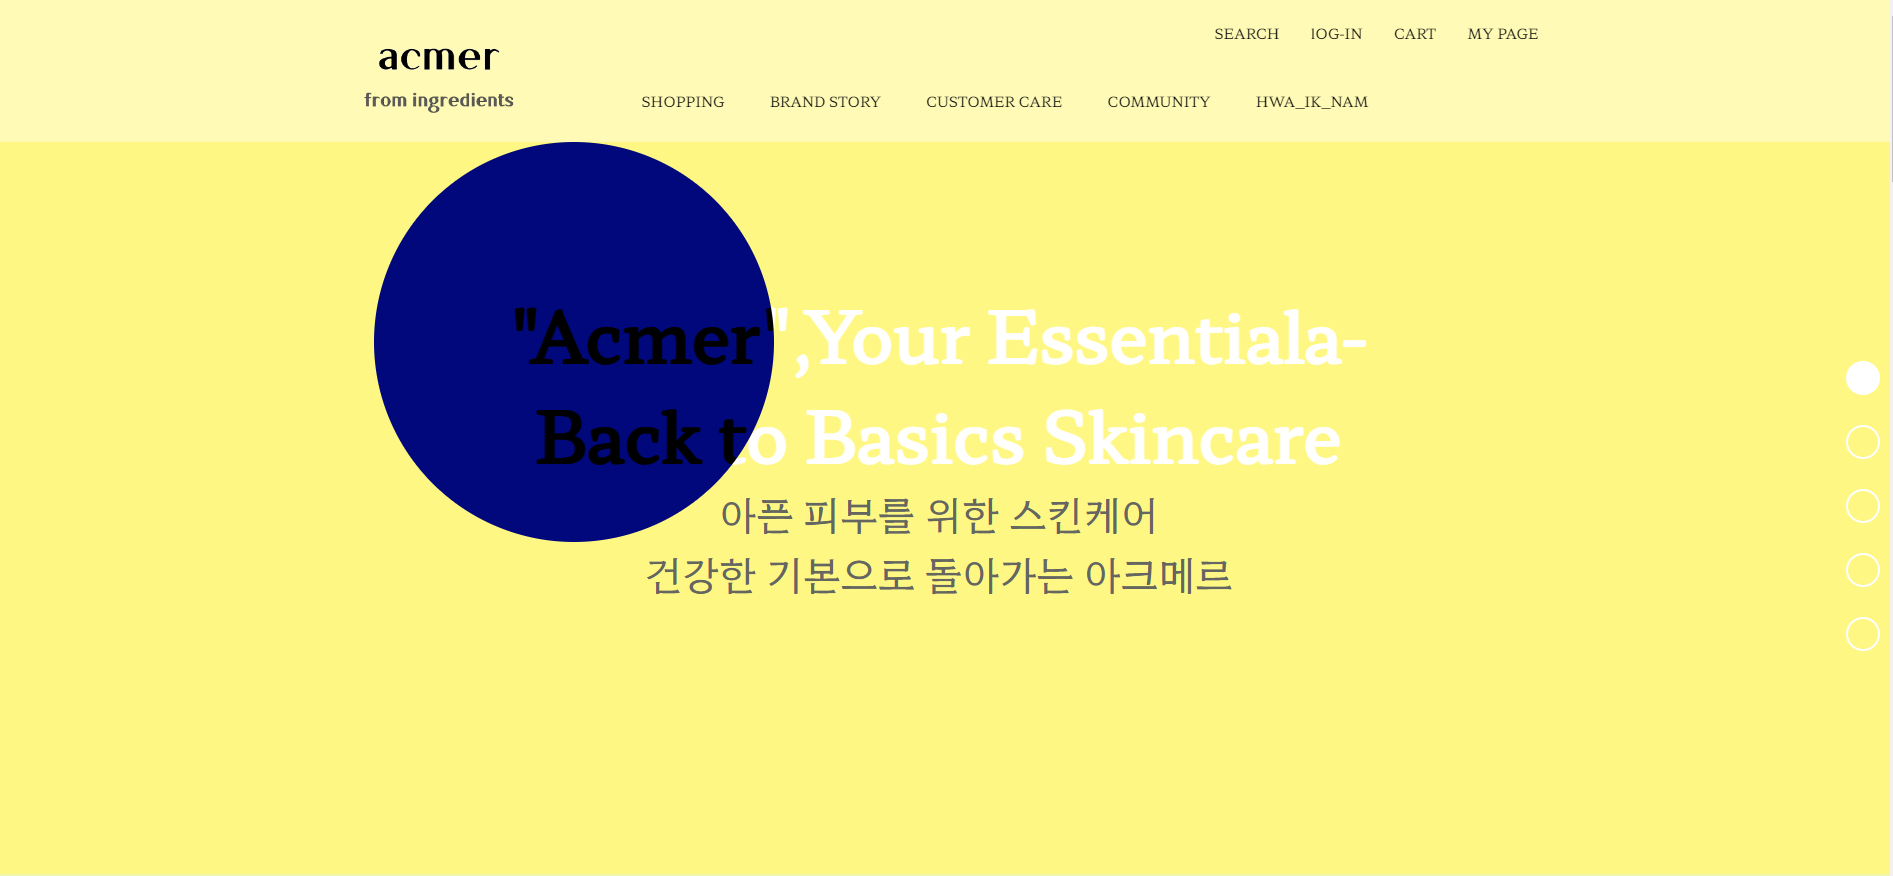 SEARCH lOG-IN CART MY PAGE
acmer
from ingredients
SHOPPING BRAND STORY CUSTOMER CARE COMMUNITY HWA_IK_NAM
"Acmer",Your Essentiala-
Back to Basics Skincare
아픈 피부를 위한 스킨케어
건강한 기본으로 돌아가는 아크메르